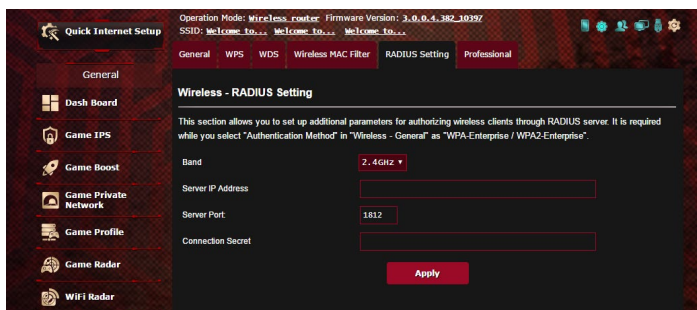 Operation Mode: Wireless router Firmware Version: 3.0.0.4.382_10397
SSID: Welcome to... Welcome to... Welcome to...
Quick Internet Setup
General WPS WDS Wireless MAC Filter RADIUS Setting Professional
General
Dash Board
Game IPS
Game Boost
Game Private
Network
Game Profile
Game Radar
WiFi Radar
Wireless - RADIUS Setting
This section allows you to set up additional parameters for authorizing wireless clients through RADIUS server. It is required
while you select "Authentication Method" in "Wireless - General" as "WPA-Enterprise / WPA2-Enterprise".
Band 2.4GHz
Server IP Address
Server Port: 1812
Connection Secret
Apply